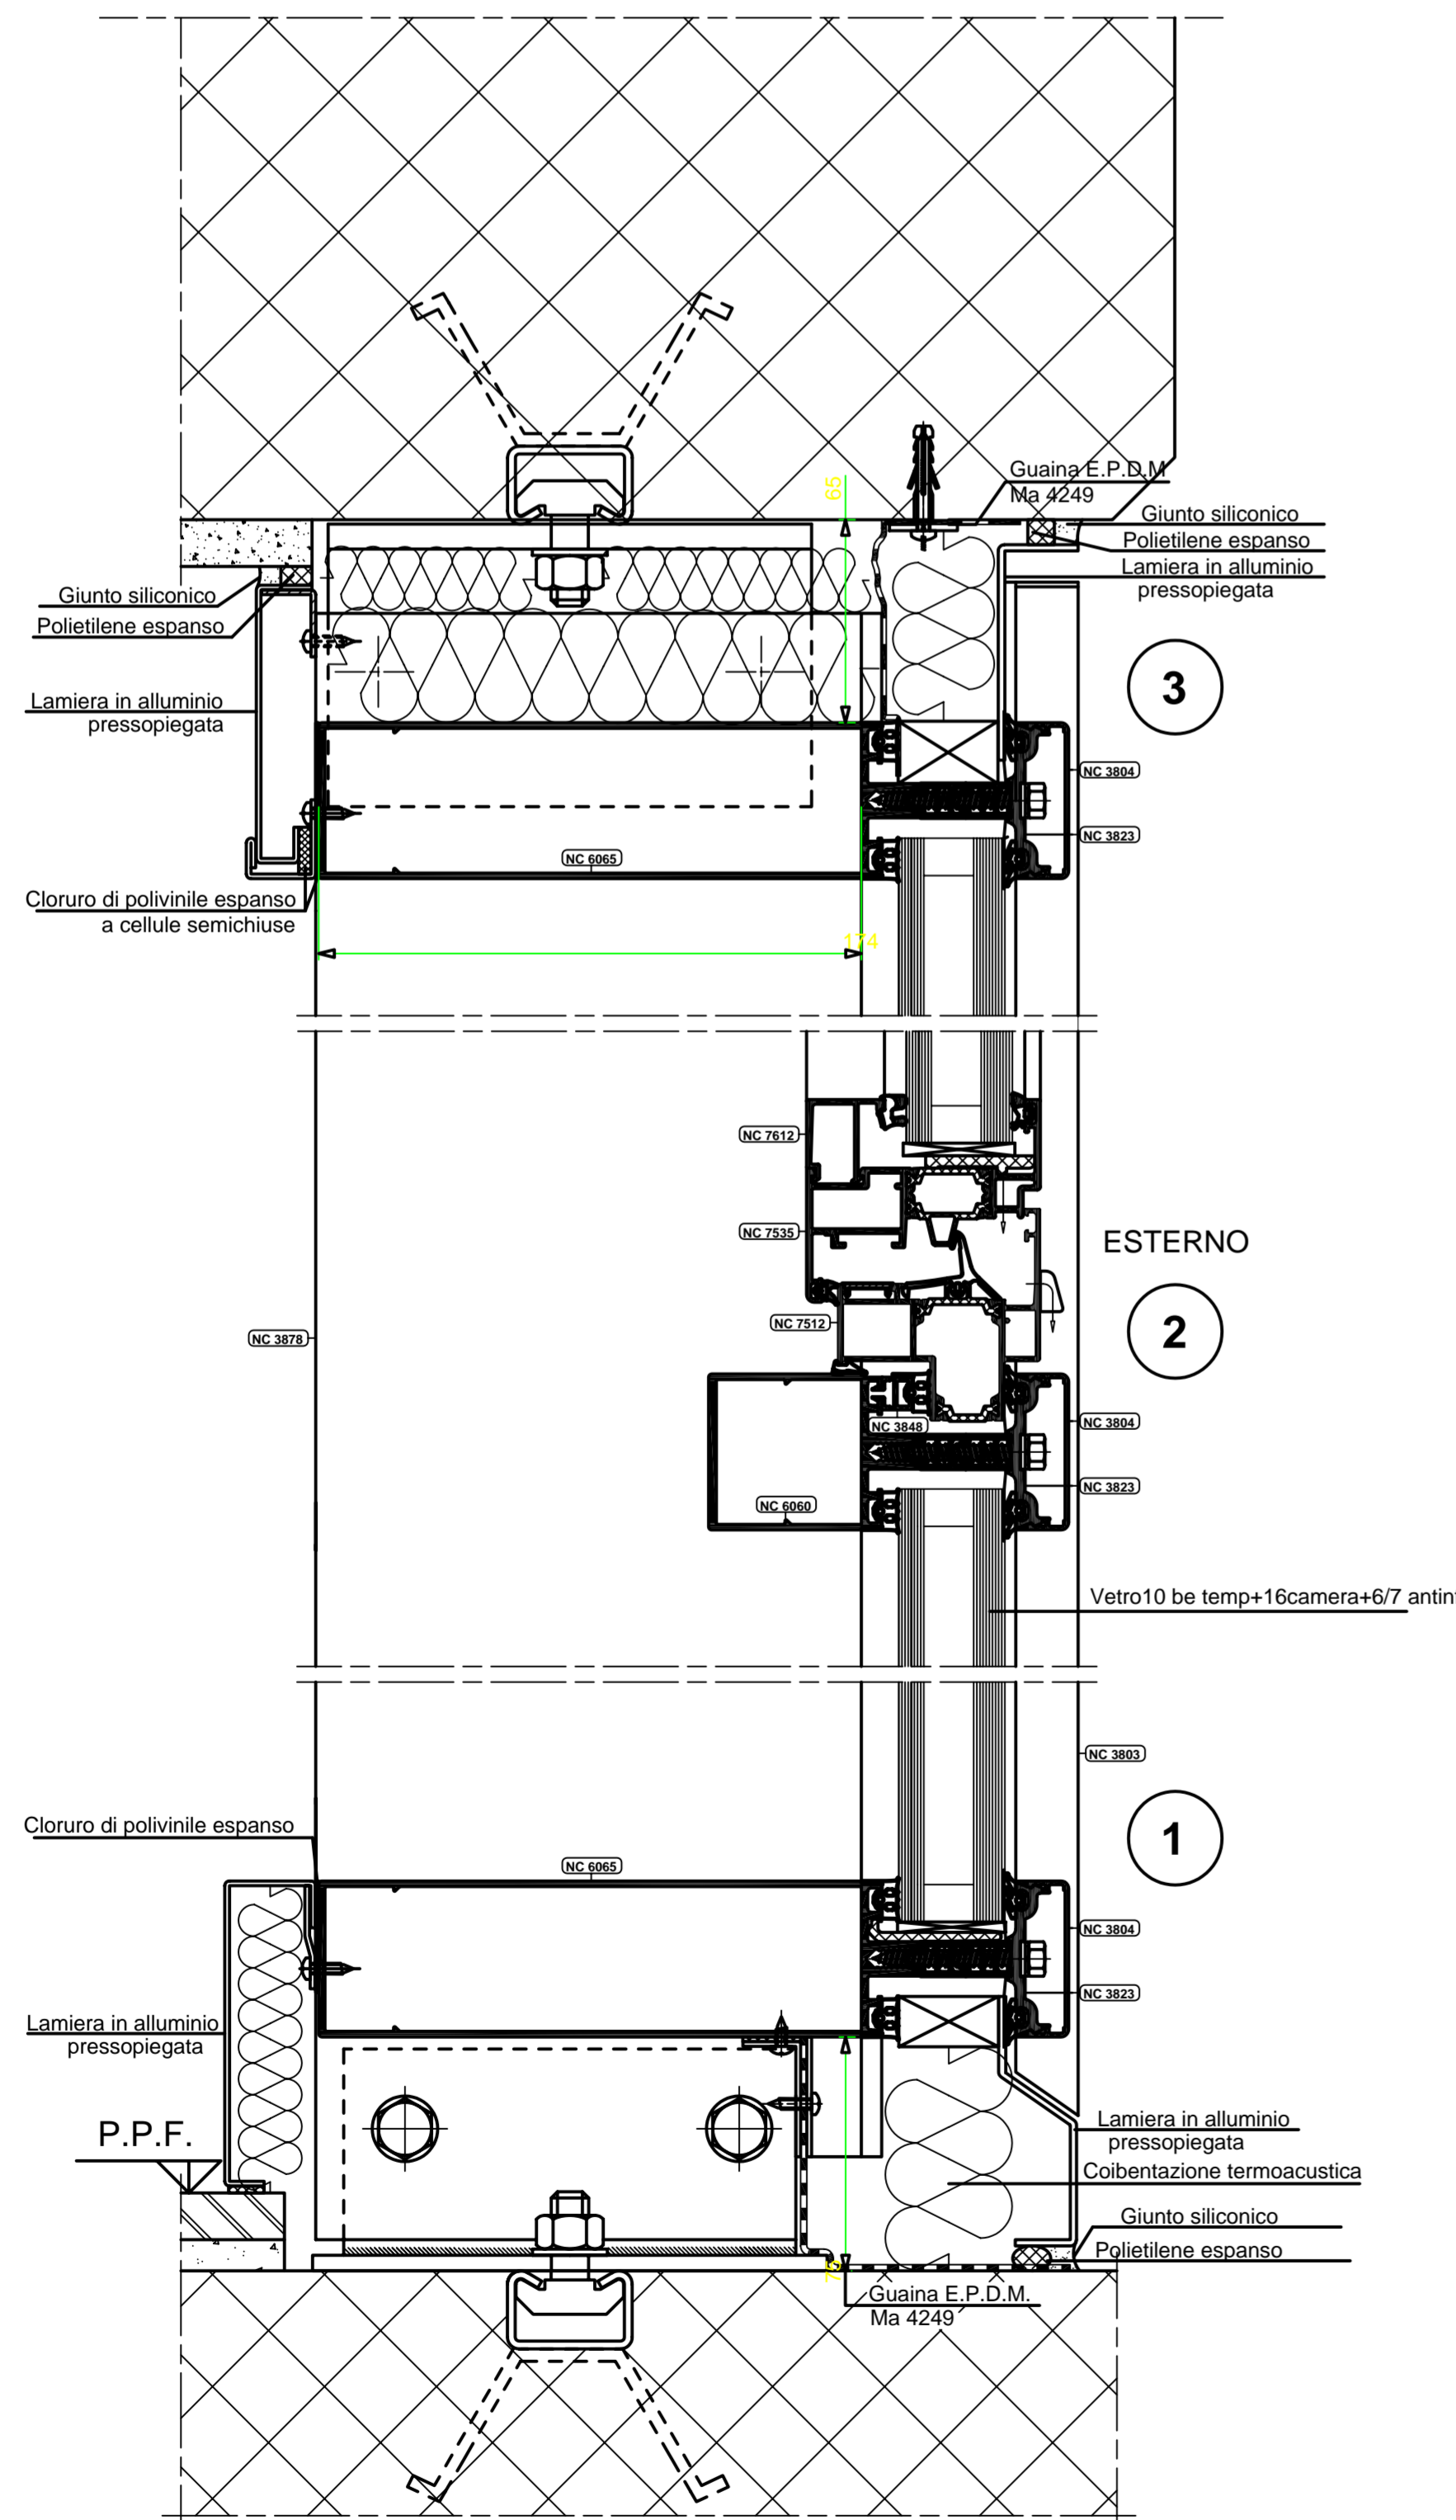 65
Guaina E.P.D.M
Ma 4249
Giunto siliconico
Polietilene espanso
Lamiera in alluminio
pressopiegata
Giunto siliconico
Polietilene espanso
3
Lamiera in alluminio
pressopiegata
NC 3804
NC 3823
NC 6065
Cloruro di polivinile espanso
a cellule semichiuse
174
NC 7612
NC 7535
ESTERNO
NC 7512
2
NC 3878
NC 3848
NC 3804
NC 3823
NC 6060
Vetro10 be temp+16camera+6/7
NC 3803
Cloruro di polivinile espanso
1
NC 6065
NC 3804
NC 3823
Lamiera in alluminio
pressopiegata
P.P.F.
Lamiera in alluminio
pressopiegata
Coibentazione termoacustica
Giunto siliconico
Polietilene espanso
75
Guaina E.P.D.M.
Ma 4249